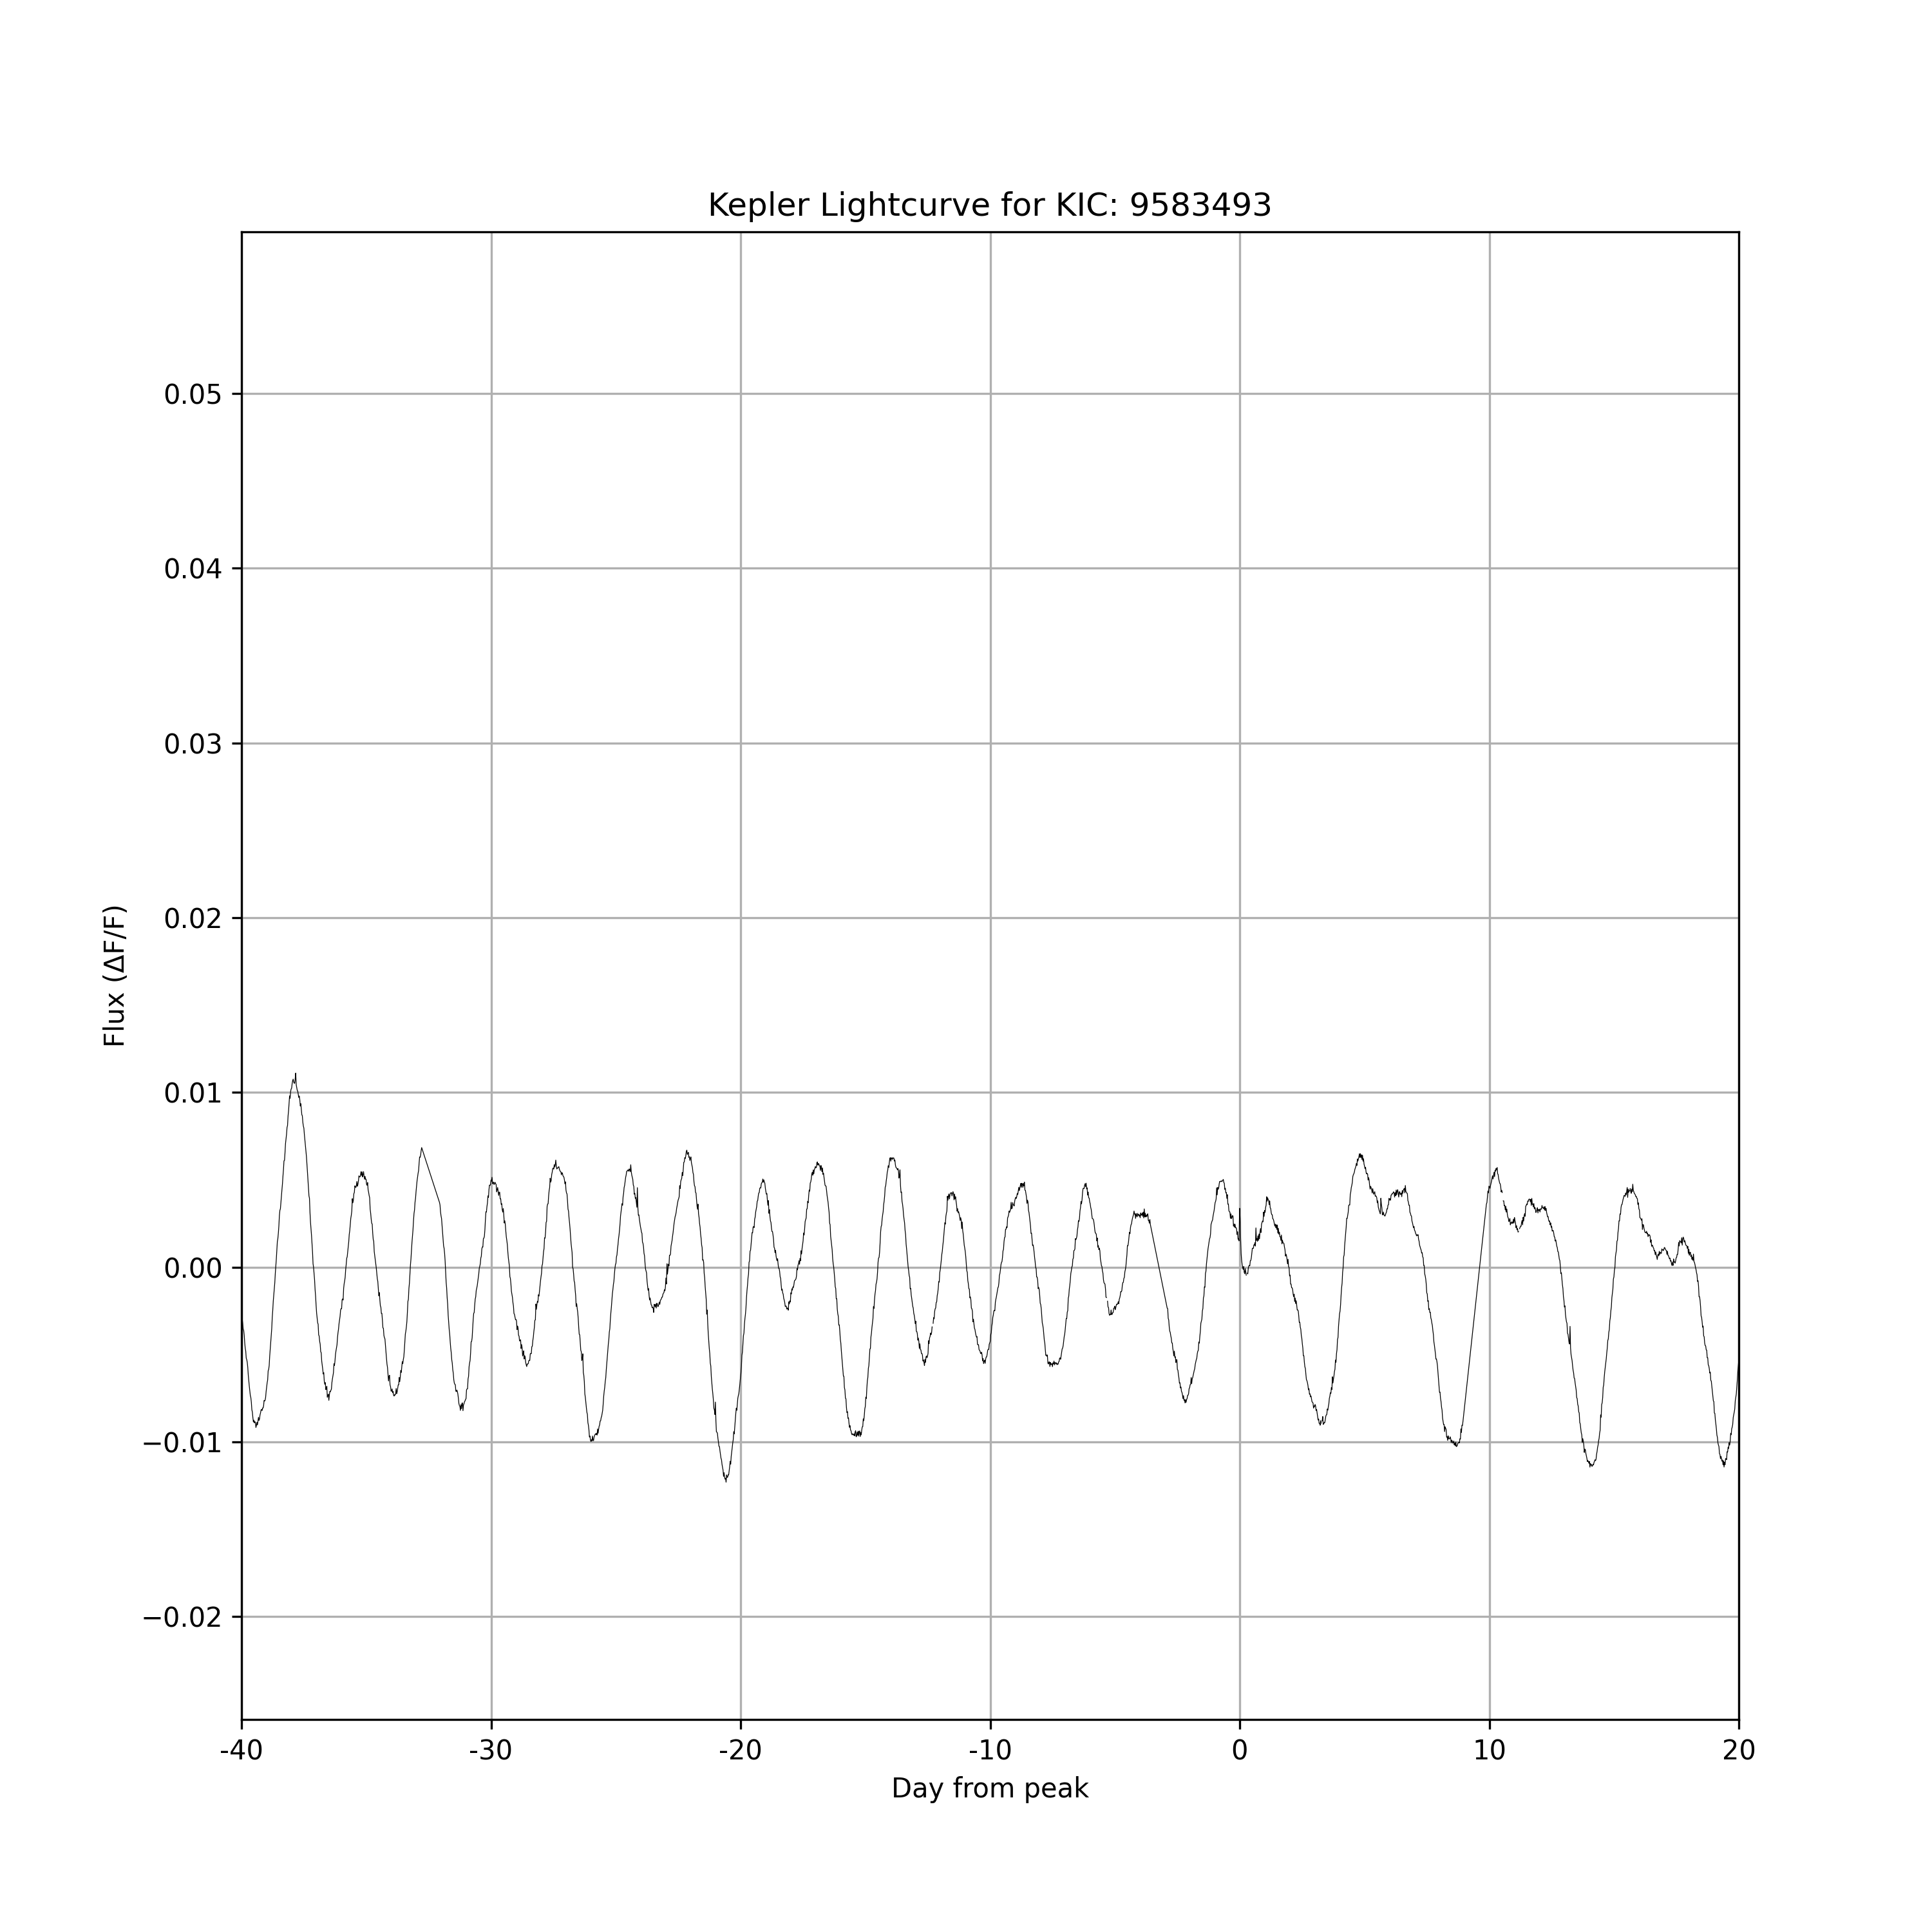 Kepler Lightcurve for KIC: 9583493
0.05
0.04
0.03
0.02
0.01
0.00
−0.01
−0.02
Flux (ΔF/F)
-40 -30 -20 -10 0 10 20
Day from peak